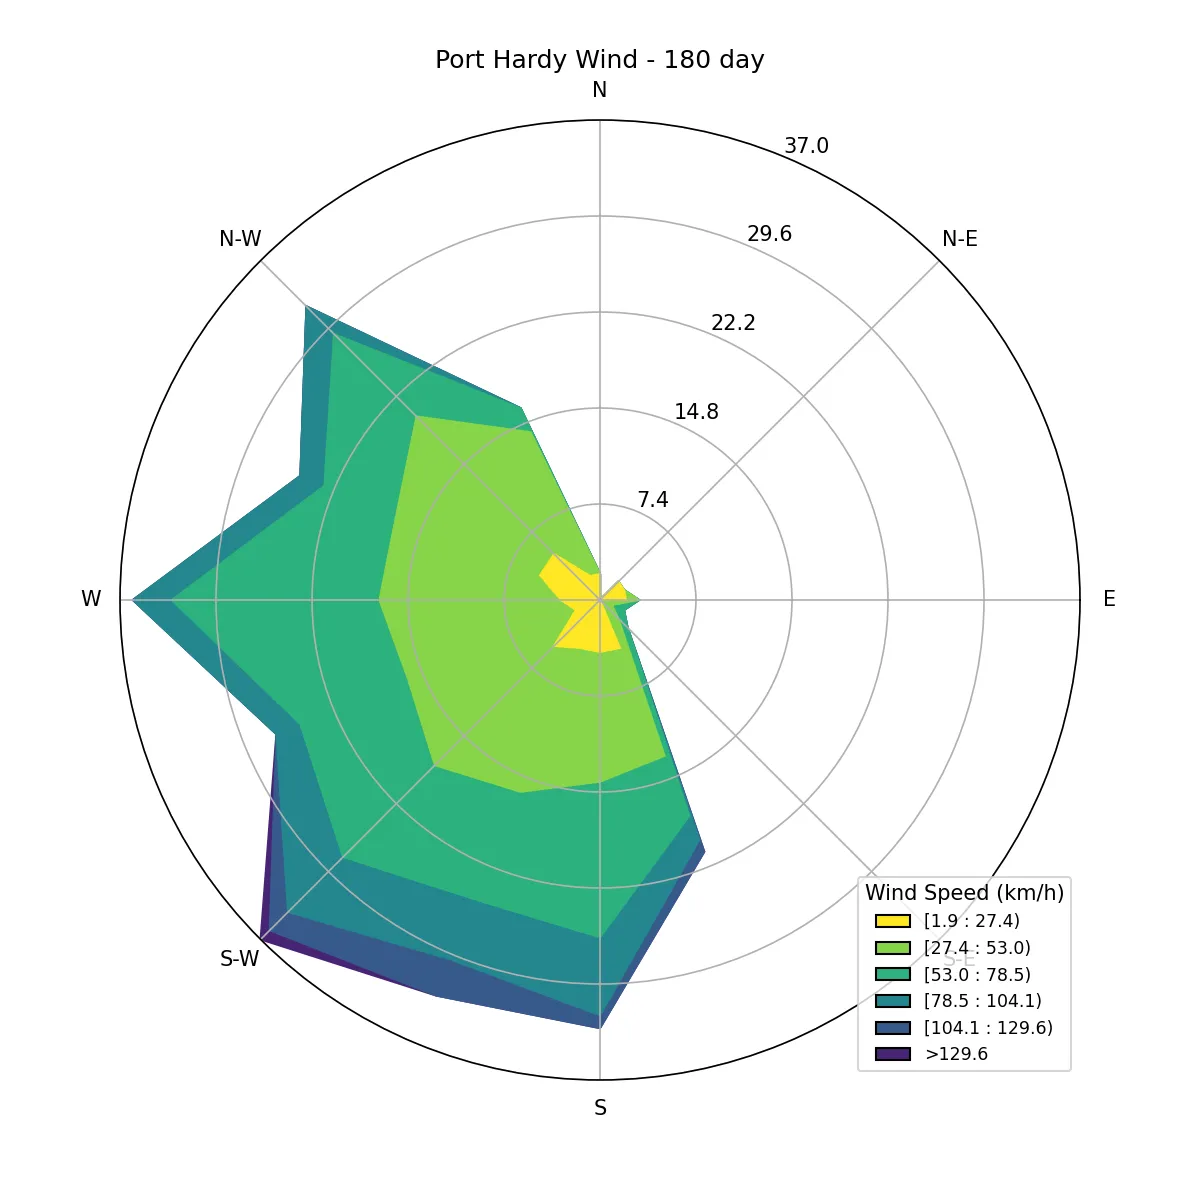 Port Hardy Wind - 180 day
N
37.0
N-W
29.6
N-E
22.2
14.8
7.4
W
E
S-W
S-E
S
Wind Speed (km/h)
[1.9 : 27.4)
[27.4 : 53.0)
[53.0 : 78.5)
[78.5 : 104.1)
[104.1 : 129.6)
>129.6